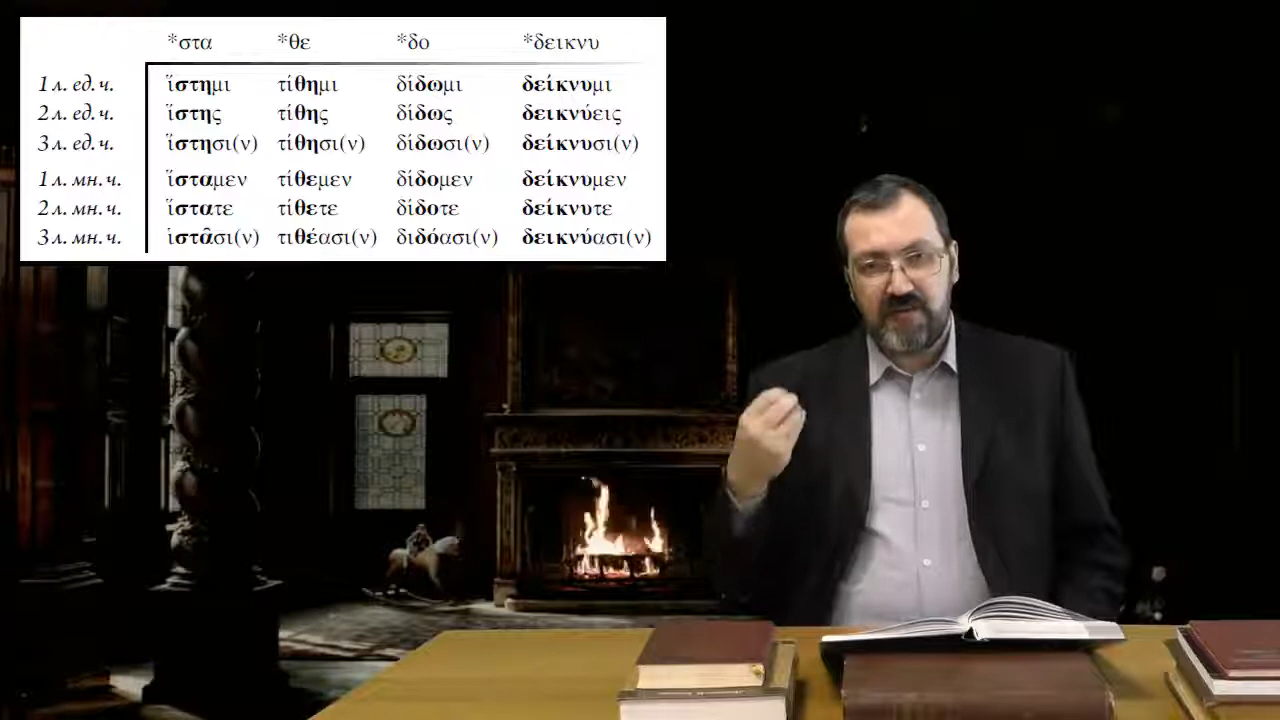 *στα *θε *δο *δεικνυ
1 л. ед. ч. ἵστημι τίθημι δίδωμι δείκνυμι
2 л. ед. ч. ἵστης τίθης δίδως δεικνύεις
3 л. ед. ч. ἵστησι(ν) τίθησι(ν) δίδωσι(ν) δείκνυσι(ν)
1 л. мн. ч. ἵσταμεν τίθεμεν δίδομεν δείκνυμεν
2 л. мн. ч. ἵστατε τίθετε δίδοτε δείκνυτε
3 л. мн. ч. ἱστᾶσι(ν) τιθέασι(ν) διδόασι(ν) δεικνύασι(ν)